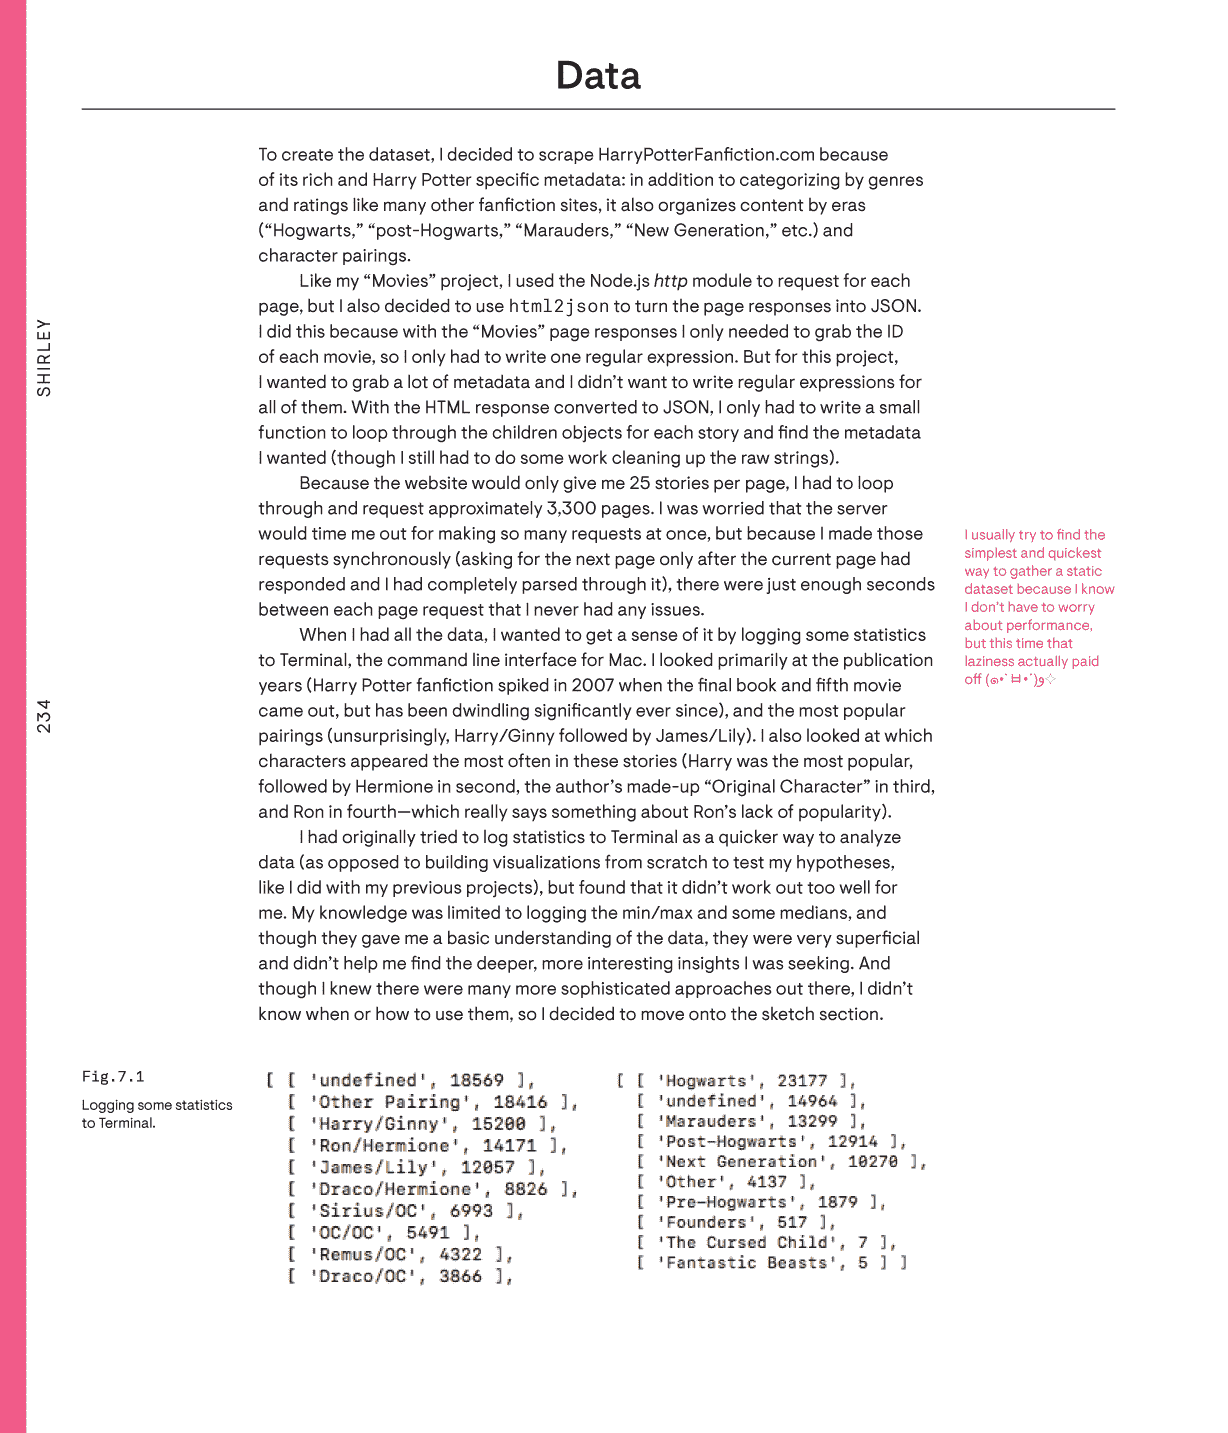 Data
To create the dataset, I decided to scrape HarryPotterFanfiction.com because
of its rich and Harry Potter specific metadata: in addition to categorizing by genres
and ratings like many other fanfiction sites, it also organizes content by eras
(“Hogwarts,” “post-Hogwarts,” “Marauders,” “New Generation,” etc.) and
character pairings.
Like my “Movies” project, I used the Node.js http module to request for each
page, but I also decided to use html2json to turn the page responses into JSON.
I did this because with the “Movies” page responses I only needed to grab the ID
of each movie, so I only had to write one regular expression. But for this project,
I wanted to grab a lot of metadata and I didn’t want to write regular expressions for
all of them. With the HTML response converted to JSON, I only had to write a small
function to loop through the children objects for each story and find the metadata
I wanted (though I still had to do some work cleaning up the raw strings).
Because the website would only give me 25 stories per page, I had to loop
through and request approximately 3,300 pages. I was worried that the server
would time me out for making so many requests at once, but because I made those
requests synchronously (asking for the next page only after the current page had
responded and I had completely parsed through it), there were just enough seconds
between each page request that I never had any issues.
When I had all the data, I wanted to get a sense of it by logging some statistics
to Terminal, the command line interface for Mac. I looked primarily at the publication
years (Harry Potter fanfiction spiked in 2007 when the final book and fifth movie
came out, but has been dwindling significantly ever since), and the most popular
pairings (unsurprisingly, Harry/Ginny followed by James/Lily). I also looked at which
characters appeared the most often in these stories (Harry was the most popular,
followed by Hermione in second, the author’s made-up “Original Character” in third,
and Ron in fourth—which really says something about Ron’s lack of popularity).
I had originally tried to log statistics to Terminal as a quicker way to analyze
data (as opposed to building visualizations from scratch to test my hypotheses,
like I did with my previous projects), but found that it didn’t work out too well for
me. My knowledge was limited to logging the min/max and some medians, and
though they gave me a basic understanding of the data, they were very superficial
and didn’t help me find the deeper, more interesting insights I was seeking. And
though I knew there were many more sophisticated approaches out there, I didn’t
know when or how to use them, so I decided to move onto the sketch section.
I usually try to find the
simplest and quickest
way to gather a static
dataset because I know
I don’t have to worry
about performance,
but this time that
laziness actually paid
off (๑•̀ㅂ•́)و✧
SHIRLEY
234
Fig.7.1
Logging some statistics
to Terminal.
[ [ 'undefined', 18569 ],
[ 'Other Pairing', 18416 ],
[ 'Harry/Ginny', 15200 ],
[ 'Ron/Hermione', 14171 ],
[ 'James/Lily', 12057 ],
[ 'Draco/Hermione', 8826 ],
[ 'Sirius/OC', 6993 ],
[ 'OC/OC', 5491 ],
[ 'Remus/OC', 4322 ],
[ 'Draco/OC', 3866 ],
[ [ 'Hogwarts', 23177 ],
[ 'undefined', 14964 ],
[ 'Marauders', 13299 ],
[ 'Post-Hogwarts', 12914 ],
[ 'Next Generation', 10270 ],
[ 'Other', 4137 ],
[ 'Pre-Hogwarts', 1879 ],
[ 'Founders', 517 ],
[ 'The Cursed Child', 7 ],
[ 'Fantastic Beasts', 5 ] ]